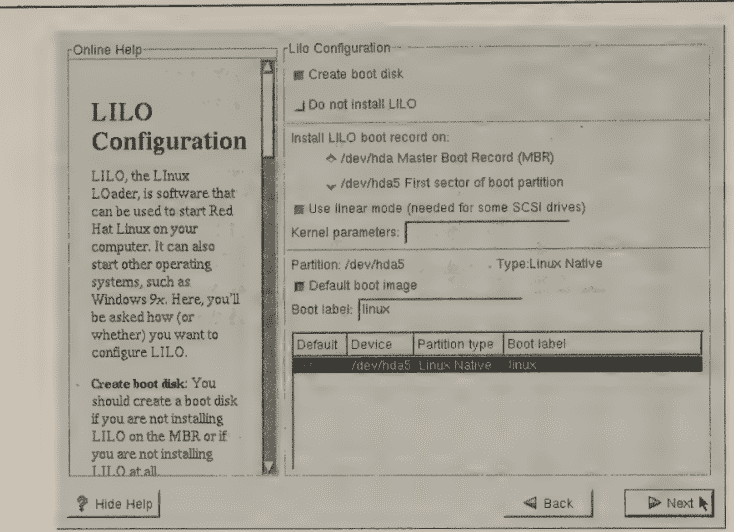 Online Help
LILO
Configuration
LILO, the LInux
LOader, is software that
can be used to start Red
Hat Linux on your
computer. It can also
start other operating
systems, such as
Windows 9x. Here, you'll
be asked how (or
whether) you want to
configure LILO.
Create boot disk: You
should create a boot disk
if you are not installing
LILO on the MBR or if
you are not installing
LILO at all.
Lilo Configuration
Create boot disk
Do not install LILO
Install LILO boot record on:
/dev/hda Master Boot Record (MBR)
/dev/hda5 First sector of boot partition
Use linear mode (needed for some SCSI drives)
Kernel parameters:
Partition: /dev/hda5 Type:Linux Native
Default boot image
Boot label: linux
Default Device Partition type Boot label
/dev/hda5 Linux Native linux
Hide Help
Back
Next